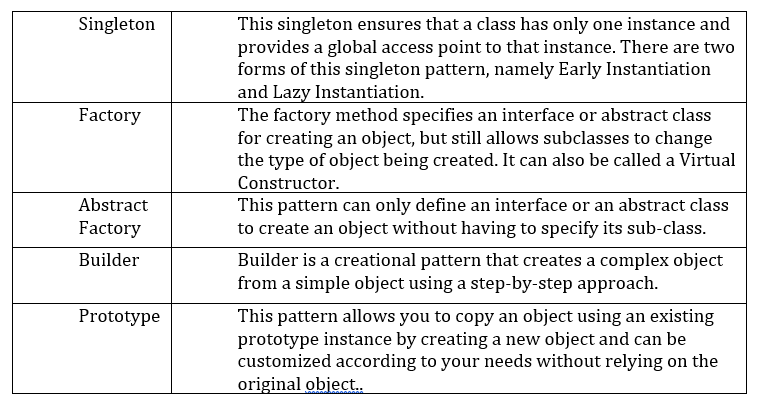 Singleton
This singleton ensures that a class has only one instance and
provides a global access point to that instance. There are two
forms of this singleton pattern, namely Early Instantiation
and Lazy Instantiation.
Factory
The factory method specifies an interface or abstract class
for creating an object, but still allows subclasses to change
the type of object being created. It can also be called a Virtual
Constructor.
Abstract
Factory
This pattern can only define an interface or an abstract class
to create an object without having to specify its sub-class.
Builder
Builder is a creational pattern that creates a complex object
from a simple object using a step-by-step approach.
Prototype
This pattern allows you to copy an object using an existing
prototype instance by creating a new object and can be
customized according to your needs without relying on the
original object..